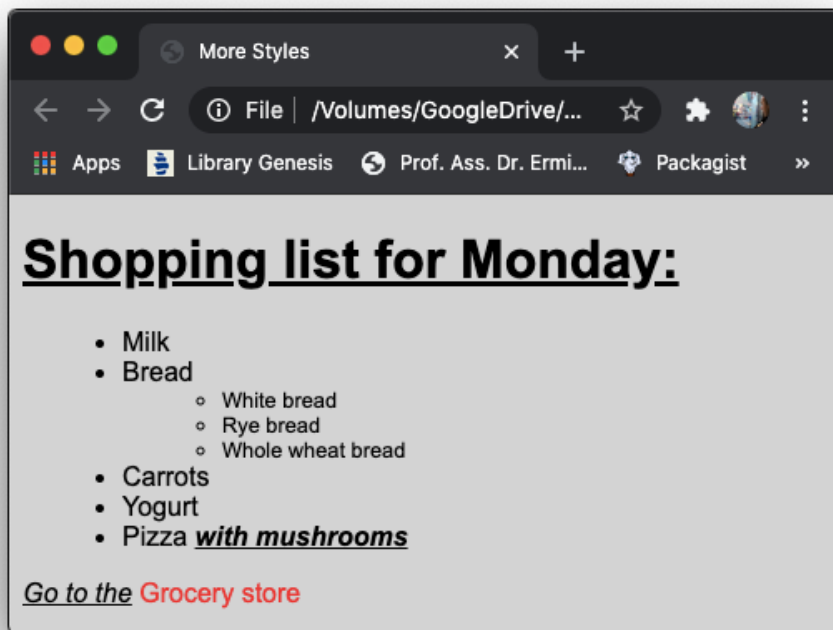 More Styles
File /Volumes/GoogleDrive/...
Apps Library Genesis Prof. Ass. Dr. Ermi... Packagist »
Shopping list for Monday:
• Milk
• Bread
◦ White bread
◦ Rye bread
◦ Whole wheat bread
• Carrots
• Yogurt
• Pizza with mushrooms
Go to the Grocery store